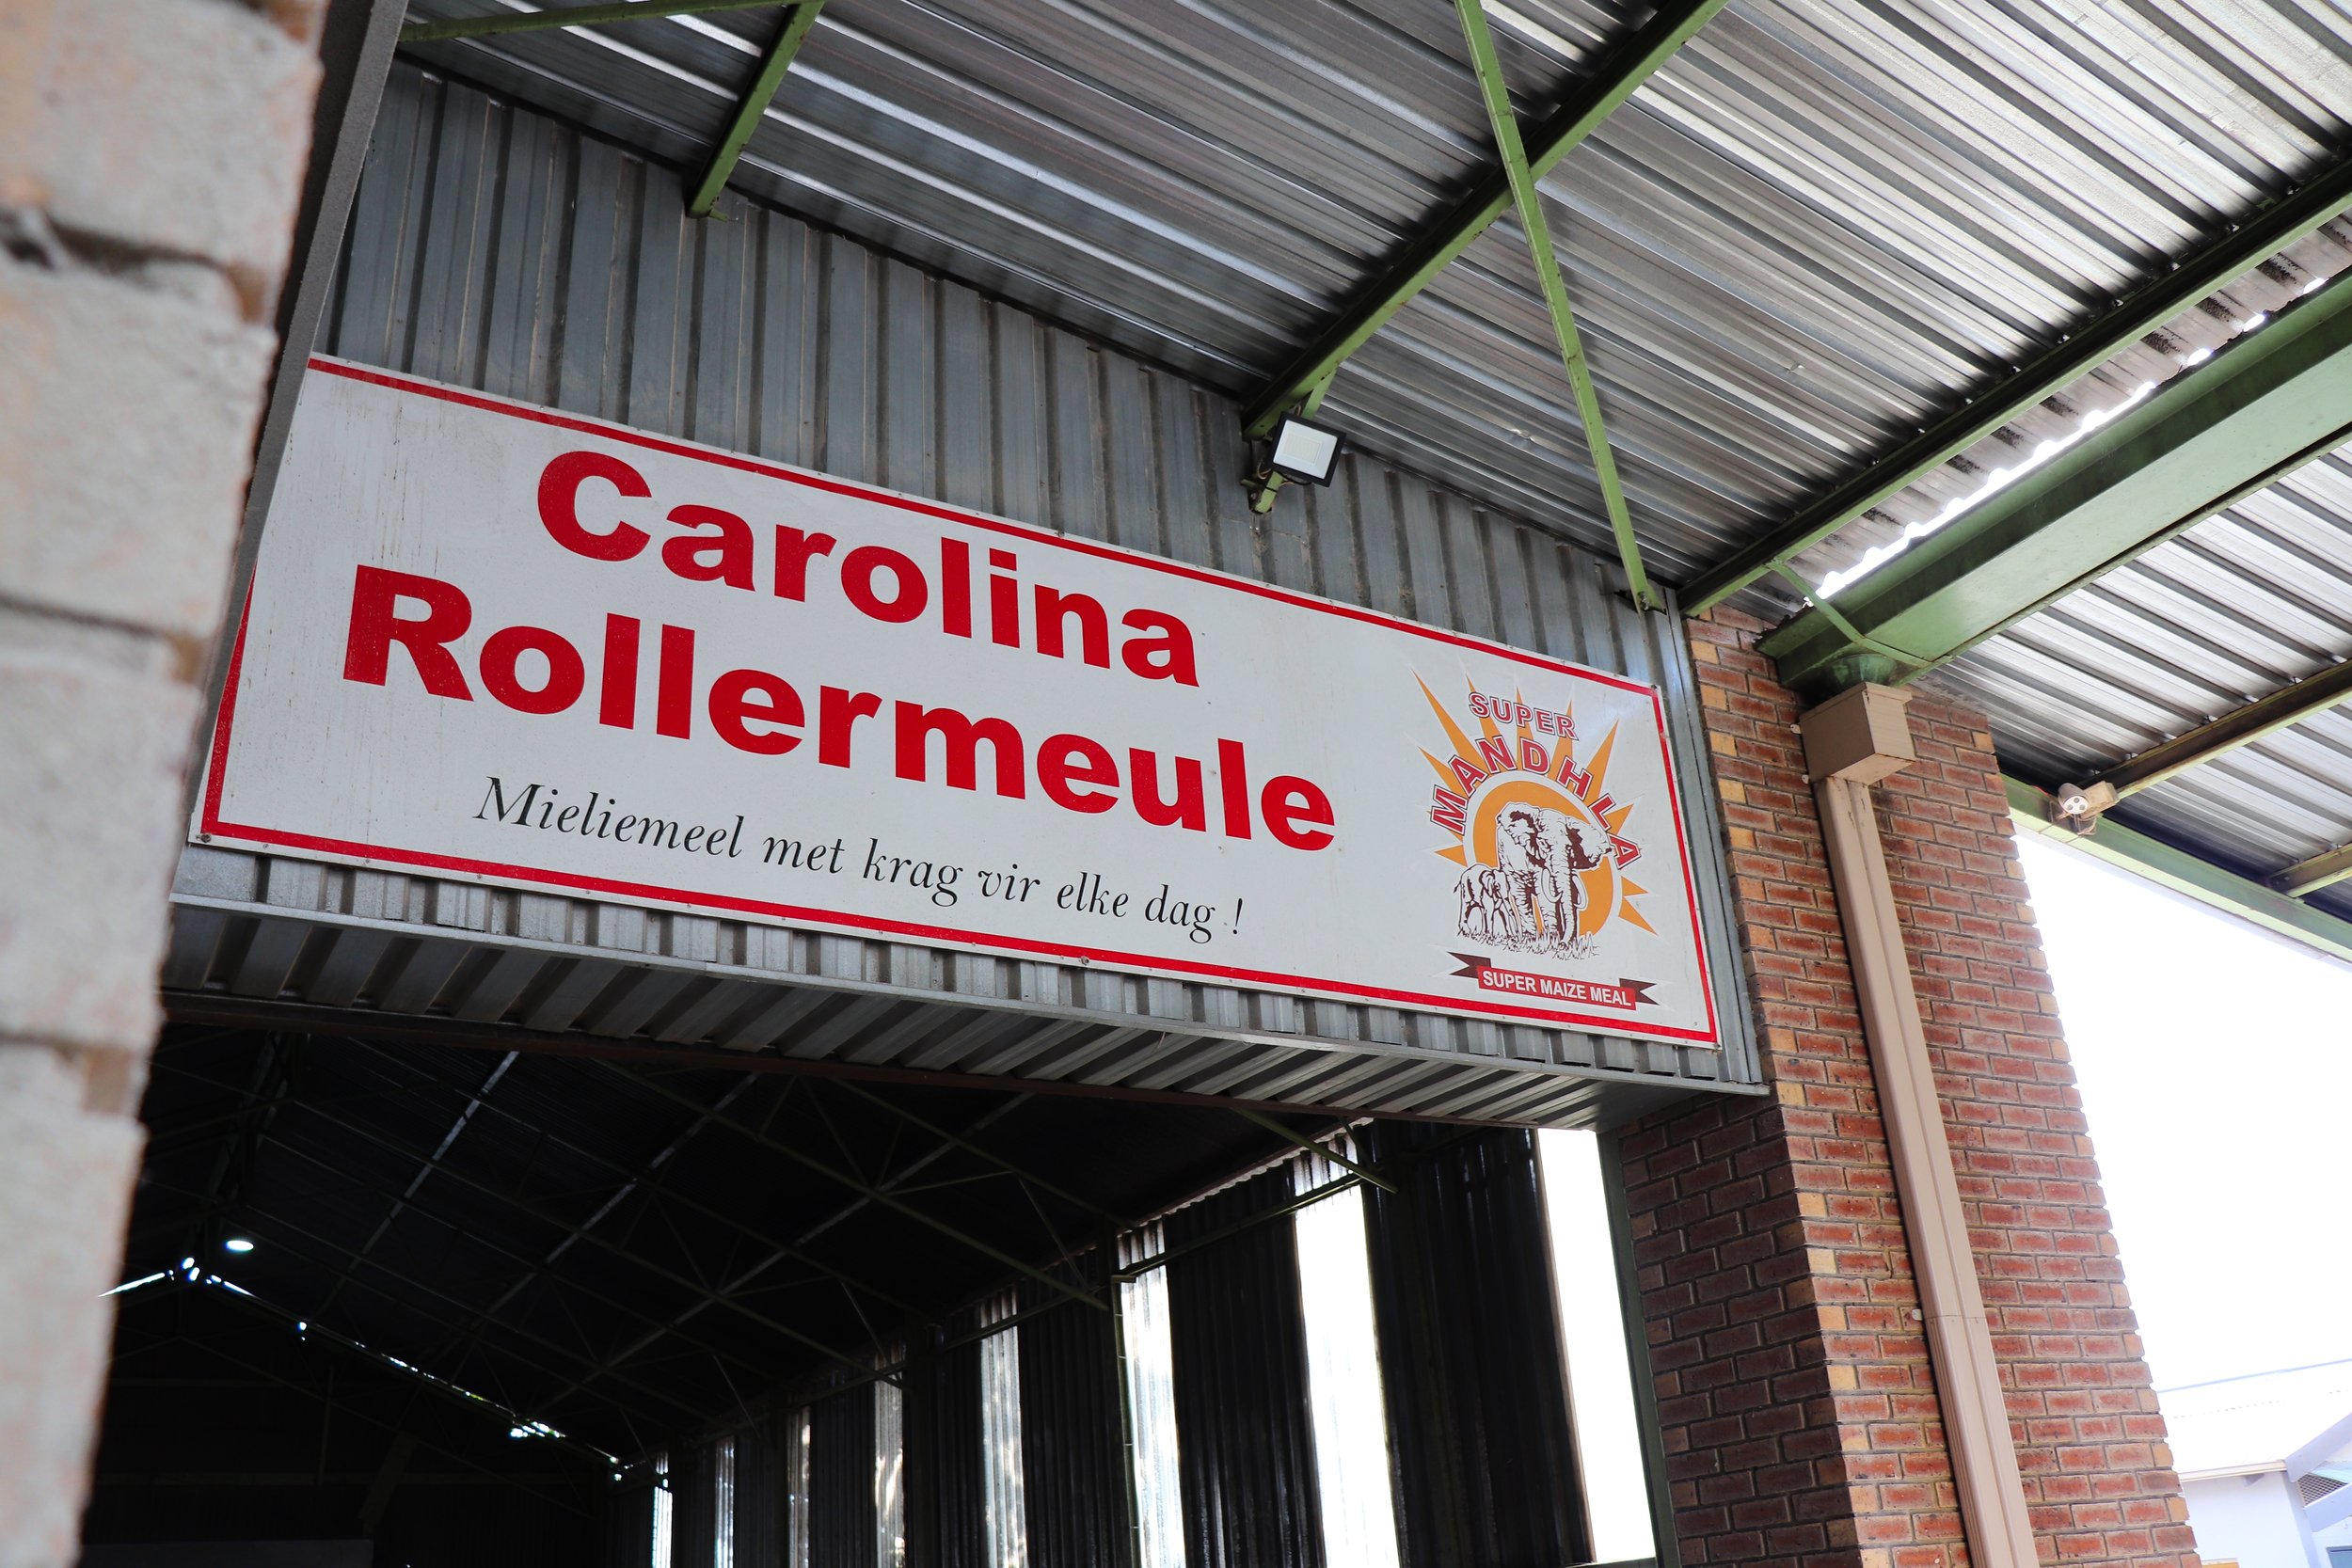 Carolina
Rollermeule
Mieliemeel met krag vir elke dag !
SUPER
MANDHLA
SUPER MAIZE MEAL